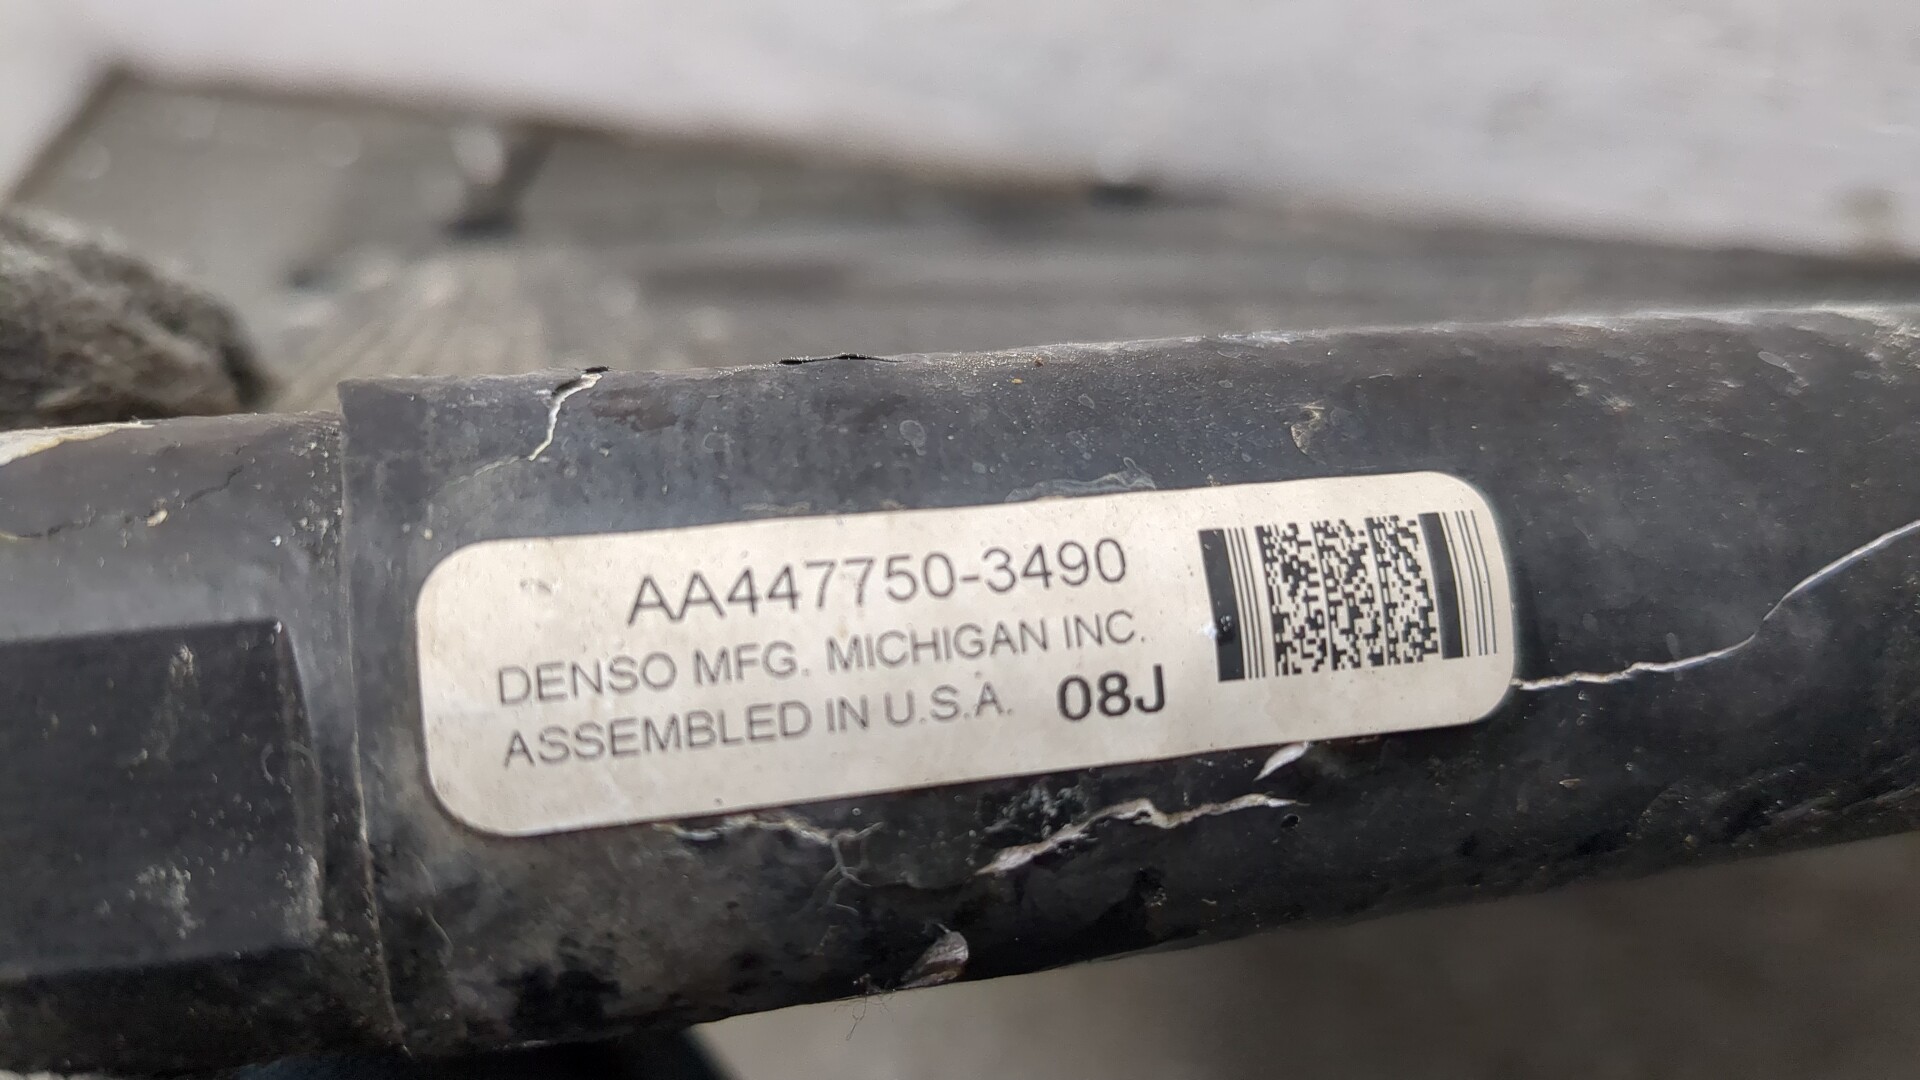 AA447750-3490
DENSO MFG. MICHIGAN INC.
ASSEMBLED IN U.S.A. 08J